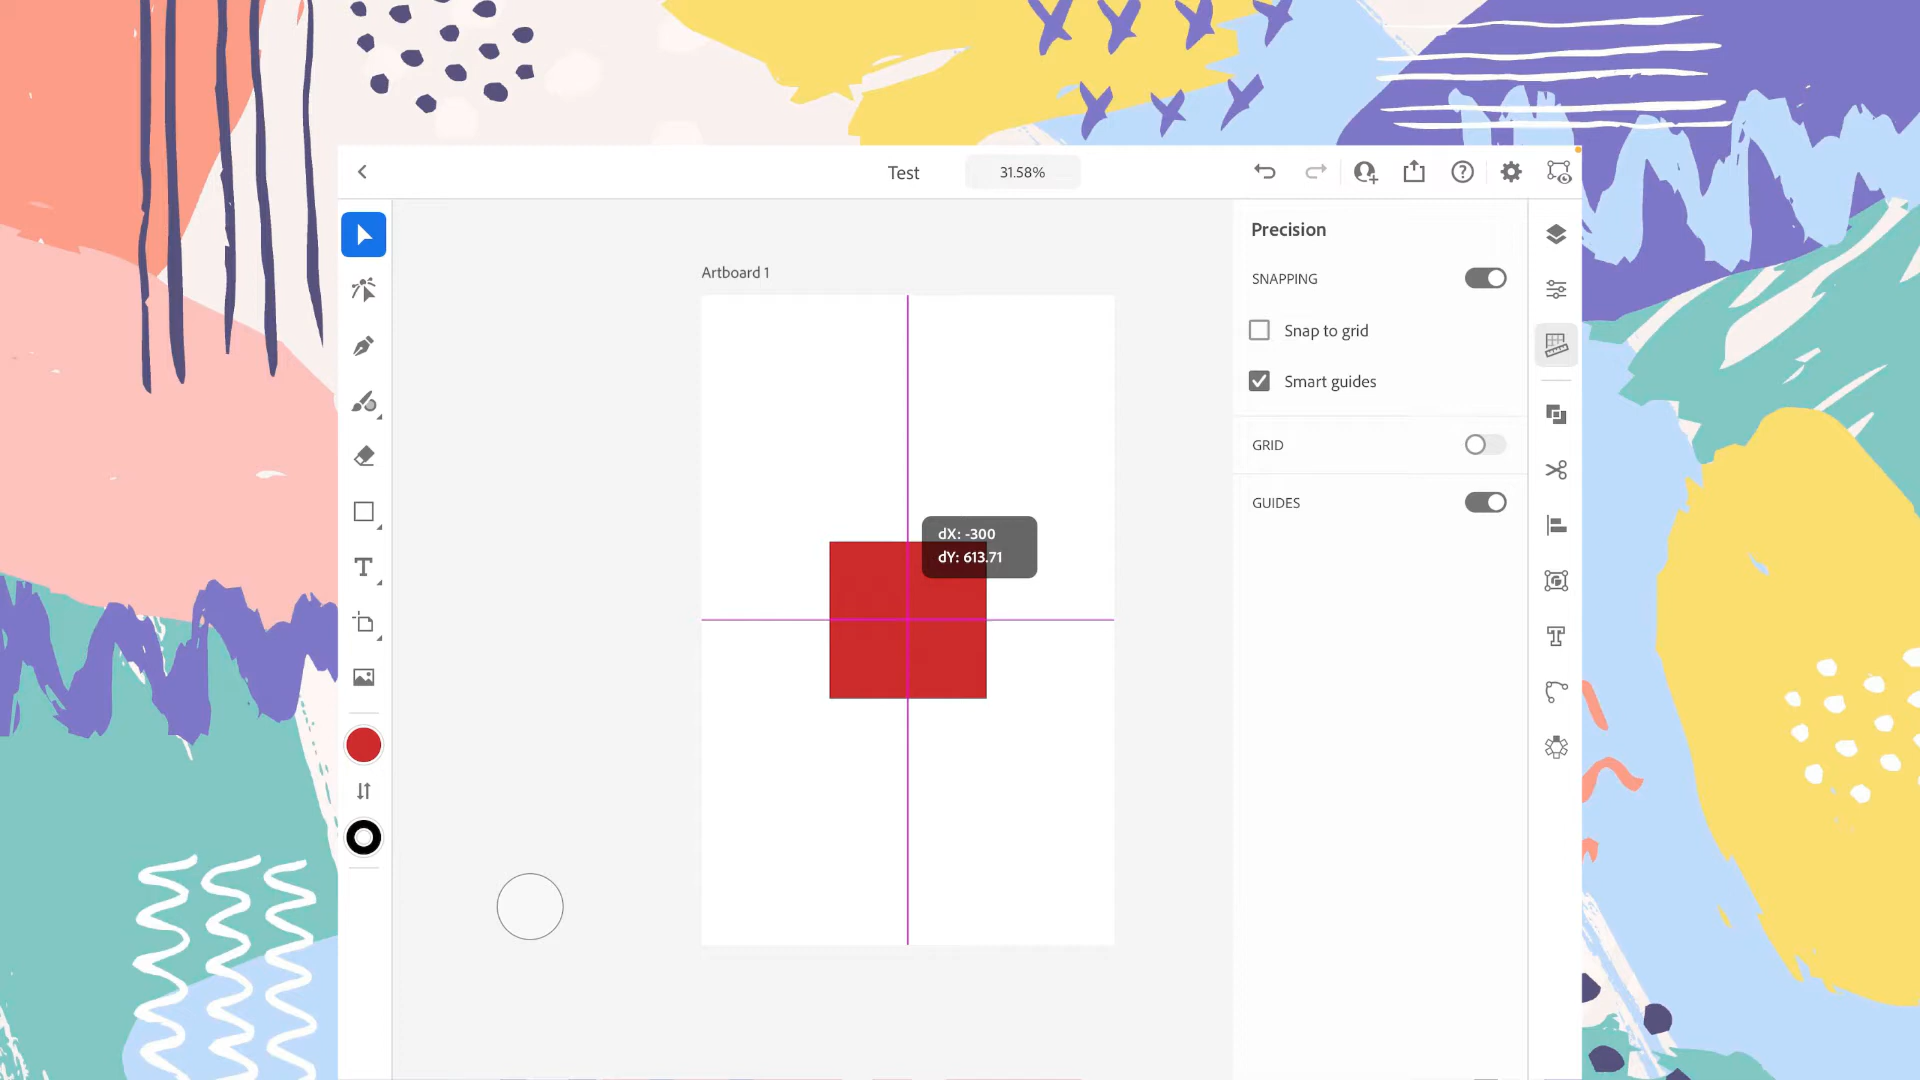 Test
31.58%
Precision
SNAPPING
Snap to grid
Smart guides
GRID
GUIDES
Artboard 1
dX: -300
dY: 613.71